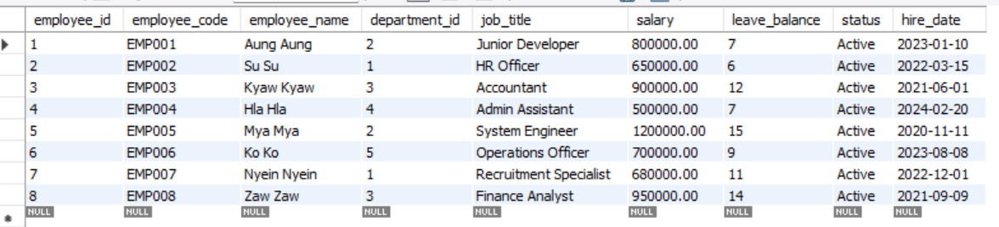 employee_id employee_code employee_name department_id job_title salary leave_balance status hire_date
1 EMP001 Aung Aung 2 Junior Developer 800000.00 7 Active 2023-01-10
2 EMP002 Su Su 1 HR Officer 650000.00 6 Active 2022-03-15
3 EMP003 Kyaw Kyaw 3 Accountant 900000.00 12 Active 2021-06-01
4 EMP004 Hla Hla 4 Admin Assistant 500000.00 7 Active 2024-02-20
5 EMP005 Mya Mya 2 System Engineer 1200000.00 15 Active 2020-11-11
6 EMP006 Ko Ko 5 Operations Officer 700000.00 9 Active 2023-08-08
7 EMP007 Nyein Nyein 1 Recruitment Specialist 680000.00 11 Active 2022-12-01
8 EMP008 Zaw Zaw 3 Finance Analyst 950000.00 14 Active 2021-09-09
NULL NULL NULL NULL NULL NULL NULL NULL NULL